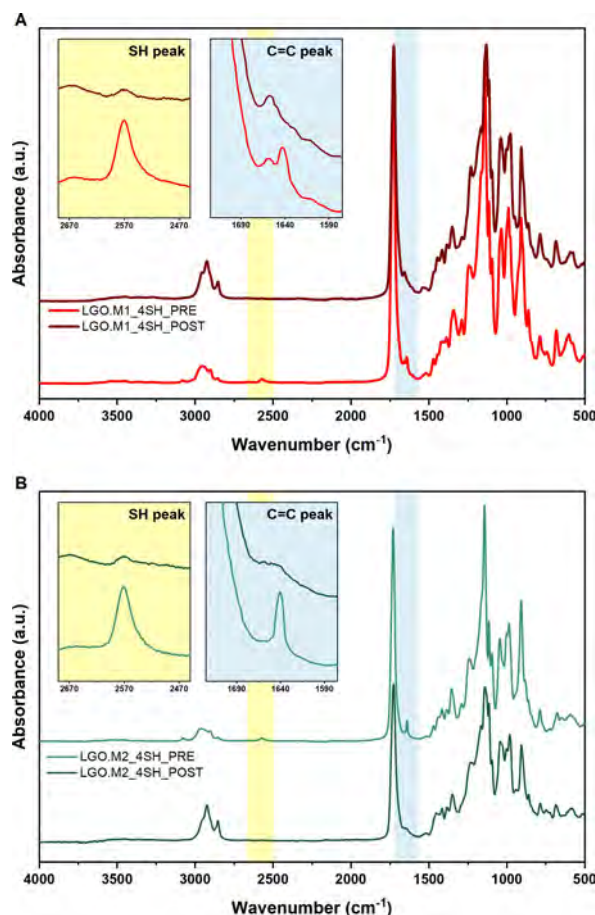 A
SH peak
C=C peak
2670 2570 2470
1690 1640 1590
Absorbance (a.u.)
LGO.M1_4SH_PRE
LGO.M1_4SH_POST
4000 3500 3000 2500 2000 1500 1000 500
Wavenumber (cm⁻¹)
B
SH peak
C=C peak
2670 2570 2470
1690 1640 1590
Absorbance (a.u.)
LGO.M2_4SH_PRE
LGO.M2_4SH_POST
4000 3500 3000 2500 2000 1500 1000 500
Wavenumber (cm⁻¹)